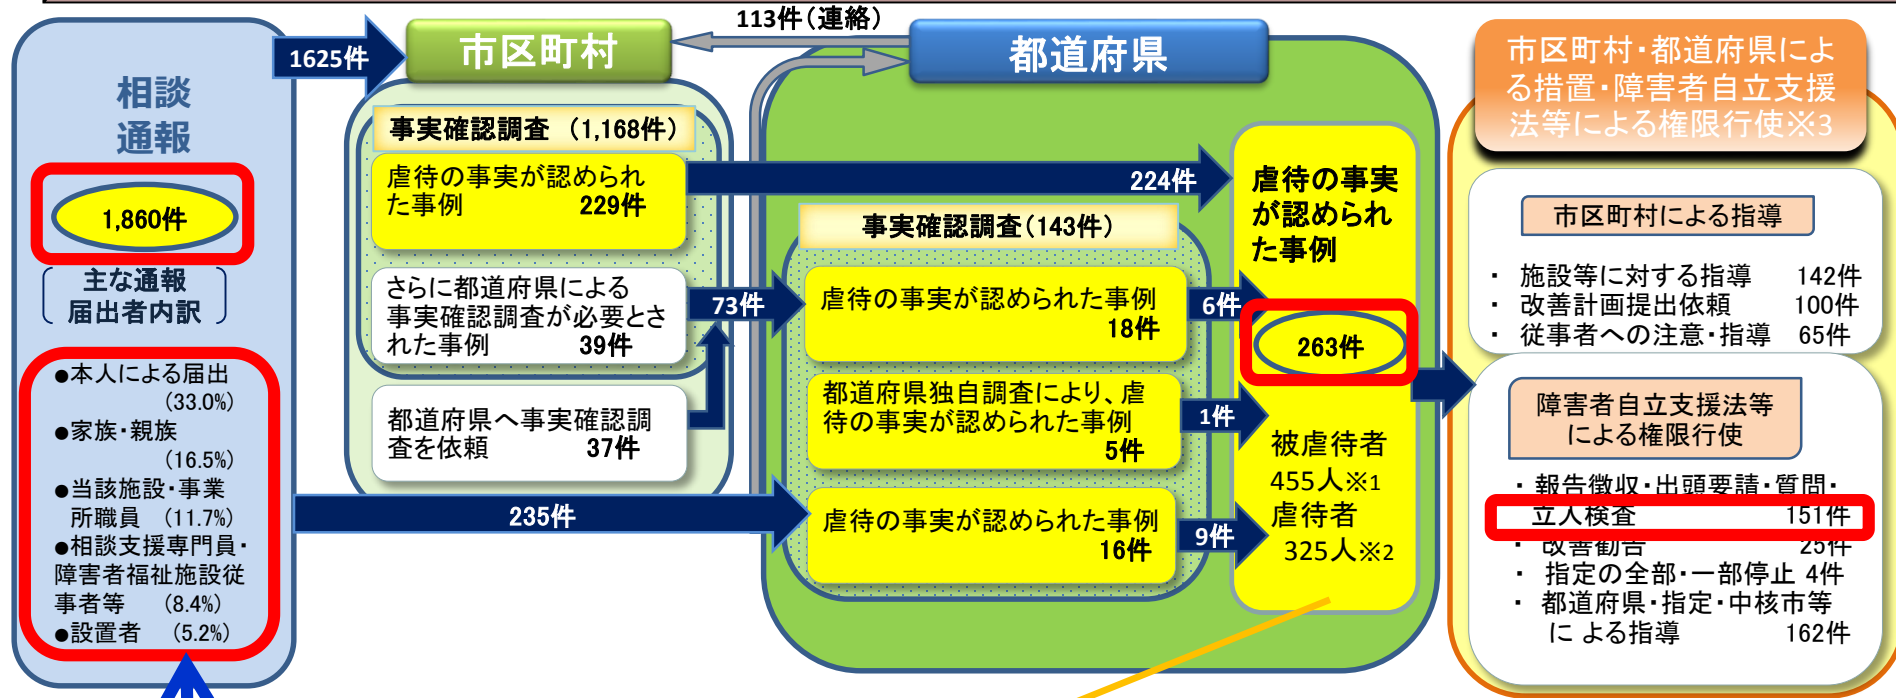 113件(連絡)
1625件
市区町村
都道府県
市区町村・都道府県によ
る措置・障害者自立支援
法等による権限行使※3
相談
通報
1,860件
主な通報
届出者内訳
●本人による届出
(33.0%)
●家族・親族
(16.5%)
●当該施設・事業
所職員 (11.7%)
●相談支援専門員・
障害者福祉施設従
事者等 (8.4%)
●設置者 (5.2%)
事実確認調査 (1,168件)
虐待の事実が認められ
た事例 229件
さらに都道府県による
事実確認調査が必要とさ
れた事例 39件
都道府県へ事実確認調
査を依頼 37件
224件
73件
235件
事実確認調査(143件)
虐待の事実が認められた事例
18件
都道府県独自調査により、虐
待の事実が認められた事例
5件
虐待の事実が認められた事例
16件
6件
1件
9件
虐待の事実
が認められ
た事例
263件
被虐待者
455人※1
虐待者
325人※2
市区町村による指導
・ 施設等に対する指導 142件
・ 改善計画提出依頼 100件
・ 従事者への注意・指導 65件
障害者自立支援法等
による権限行使
・ 報告徴収・出頭要請・質問・
立入検査 151件
・ 改善勧告 25件
・ 指定の全部・一部停止 4件
・ 都道府県・指定・中核市等
に よる指導 162件